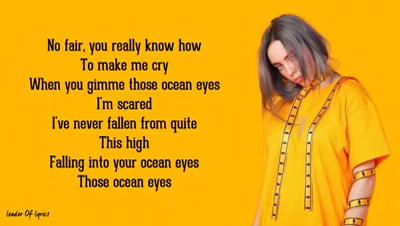 No fair, you really know how
To make me cry
When you gimme those ocean eyes
I'm scared
I've never fallen from quite
This high
Falling into your ocean eyes
Those ocean eyes
Leader Of Lyrics